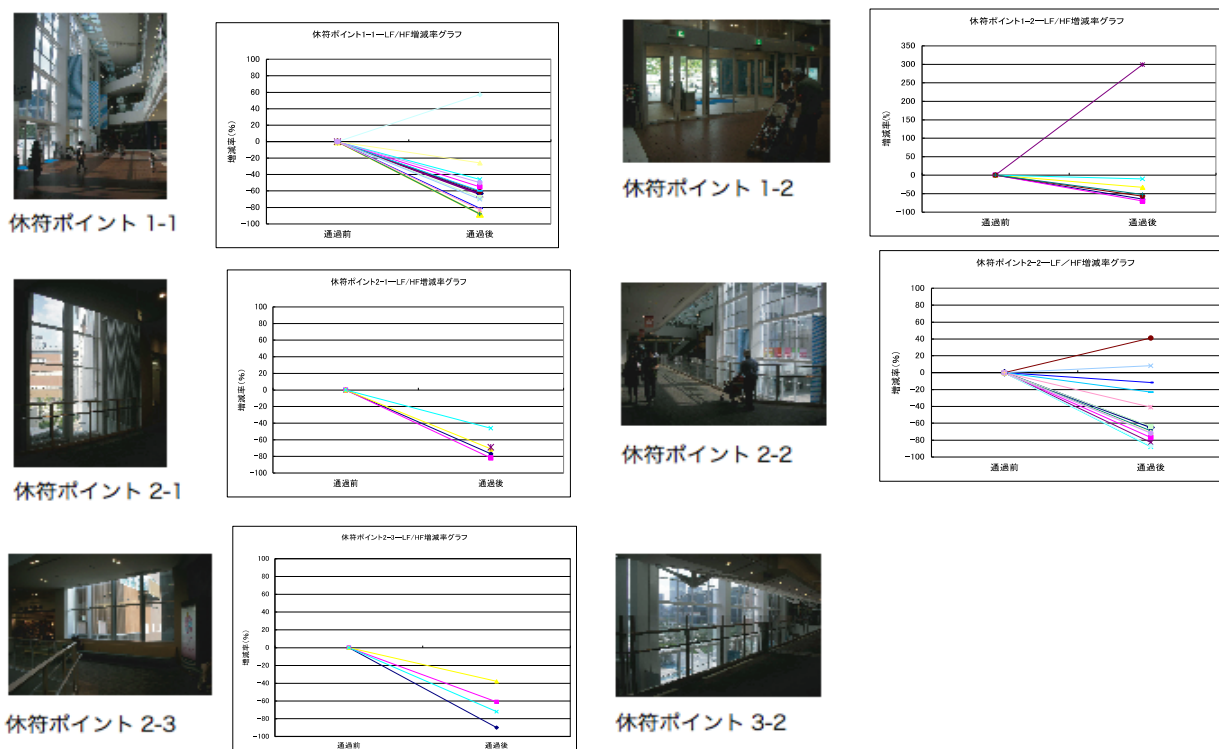 休符ポイント1-1―LF/HF増減率グラフ
増減率(%)
100
80
60
40
20
0
-20
-40
-60
-80
-100
通過前
通過後
休符ポイント 1-1
休符ポイント1-2―LF/HF増減率グラフ
増減率(%)
350
300
250
200
150
100
50
0
-50
-100
通過前
通過後
休符ポイント 1-2
休符ポイント2-1―LF/HF増減率グラフ
増減率(%)
100
80
60
40
20
0
-20
-40
-60
-80
-100
通過前
通過後
休符ポイント 2-1
休符ポイント2-2―LF／HF増減率グラフ
増減率(%)
100
80
60
40
20
0
-20
-40
-60
-80
-100
通過前
通過後
休符ポイント 2-2
休符ポイント2-3―LF/HF増減率グラフ
増減率(%)
100
80
60
40
20
0
-20
-40
-60
-80
-100
通過前
通過後
休符ポイント 2-3
休符ポイント 3-2